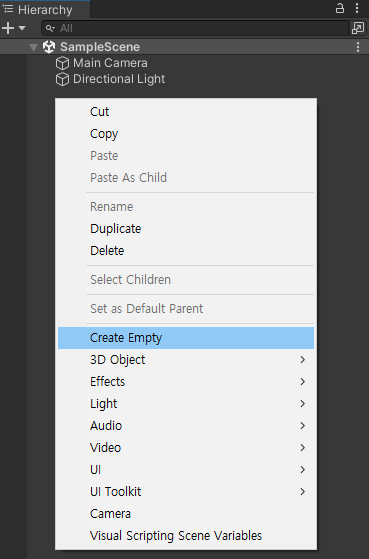 Hierarchy
All
SampleScene
Main Camera
Directional Light
Cut
Copy
Paste
Paste As Child
Rename
Duplicate
Delete
Select Children
Set as Default Parent
Create Empty
3D Object
Effects
Light
Audio
Video
UI
UI Toolkit
Camera
Visual Scripting Scene Variables